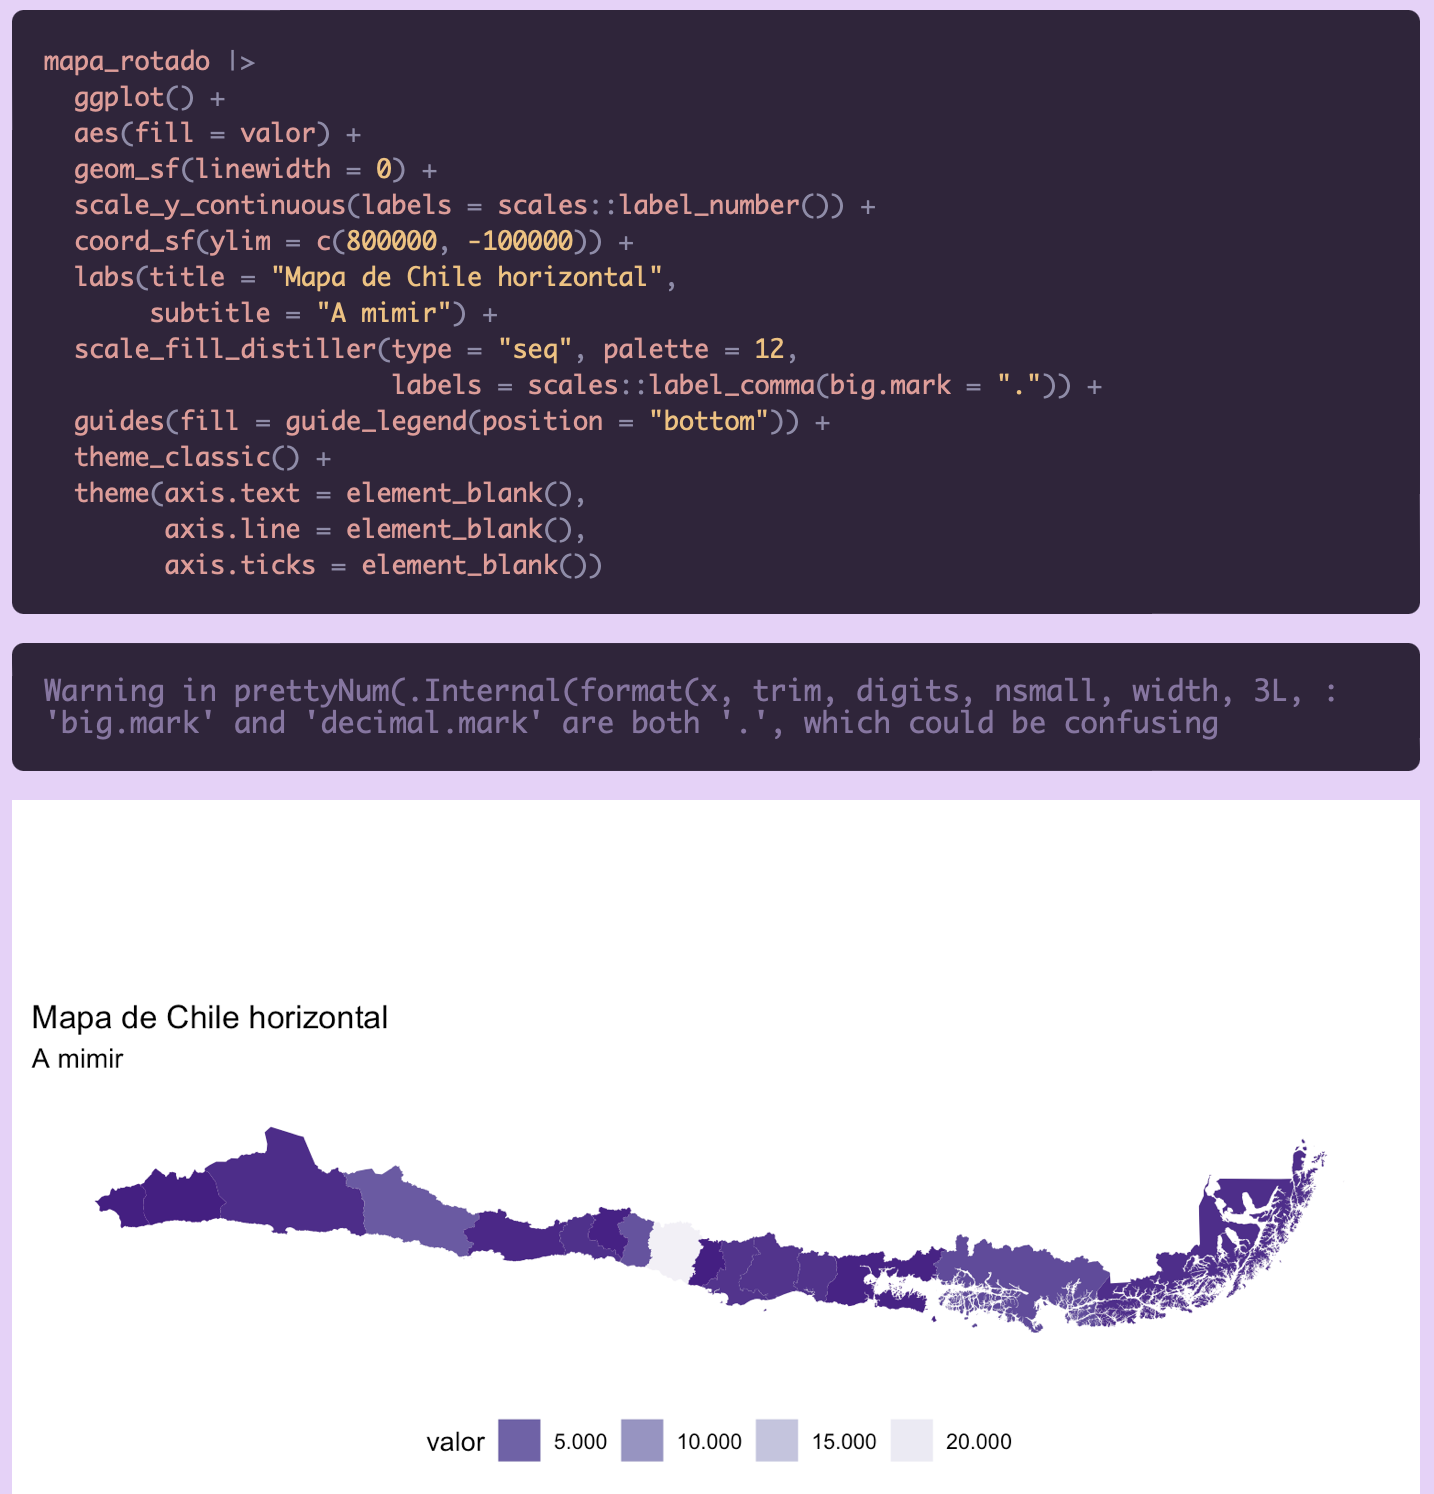 mapa_rotado |>
  ggplot() +
  aes(fill = valor) +
  geom_sf(linewidth = 0) +
  scale_y_continuous(labels = scales::label_number()) +
  coord_sf(ylim = c(800000, -100000)) +
  labs(title = "Mapa de Chile horizontal",
       subtitle = "A mimir") +
  scale_fill_distiller(type = "seq", palette = 12,
                       labels = scales::label_comma(big.mark = ".")) +
  guides(fill = guide_legend(position = "bottom")) +
  theme_classic() +
  theme(axis.text = element_blank(),
        axis.line = element_blank(),
        axis.ticks = element_blank())
Warning in prettyNum(.Internal(format(x, trim, digits, nsmall, width, 3L, :
'big.mark' and 'decimal.mark' are both '.', which could be confusing
Mapa de Chile horizontal
A mimir
valor 5.000 10.000 15.000 20.000